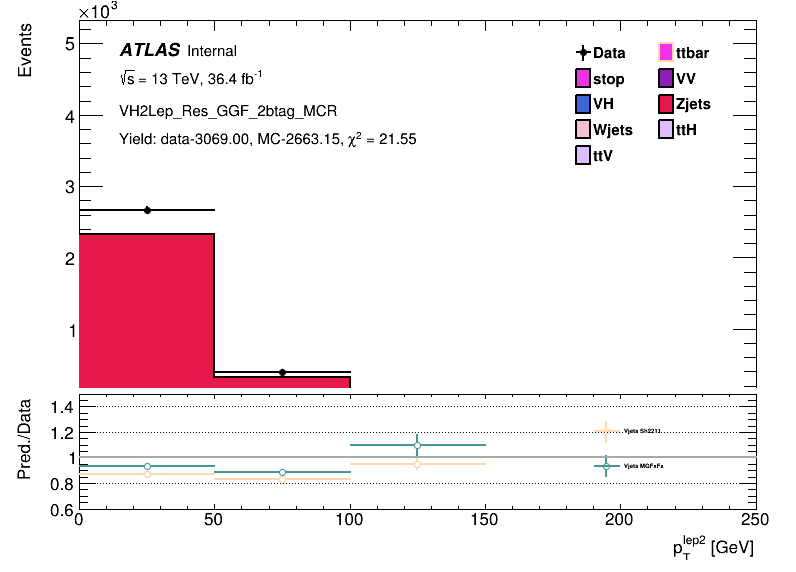 ×10³
Events
5
4
3
2
1
ATLAS Internal
√s = 13 TeV, 36.4 fb⁻¹
VH2Lep_Res_GGF_2btag_MCR
Yield: data-3069.00, MC-2663.15, χ² = 21.55
Data
ttbar
stop
VV
VH
Zjets
Wjets
ttH
ttV
Pred./Data
1.4
1.2
1
0.8
0.6
Vjets Sh2211
Vjets MGFxFx
0 50 100 150 200 250
p_T^lep2 [GeV]